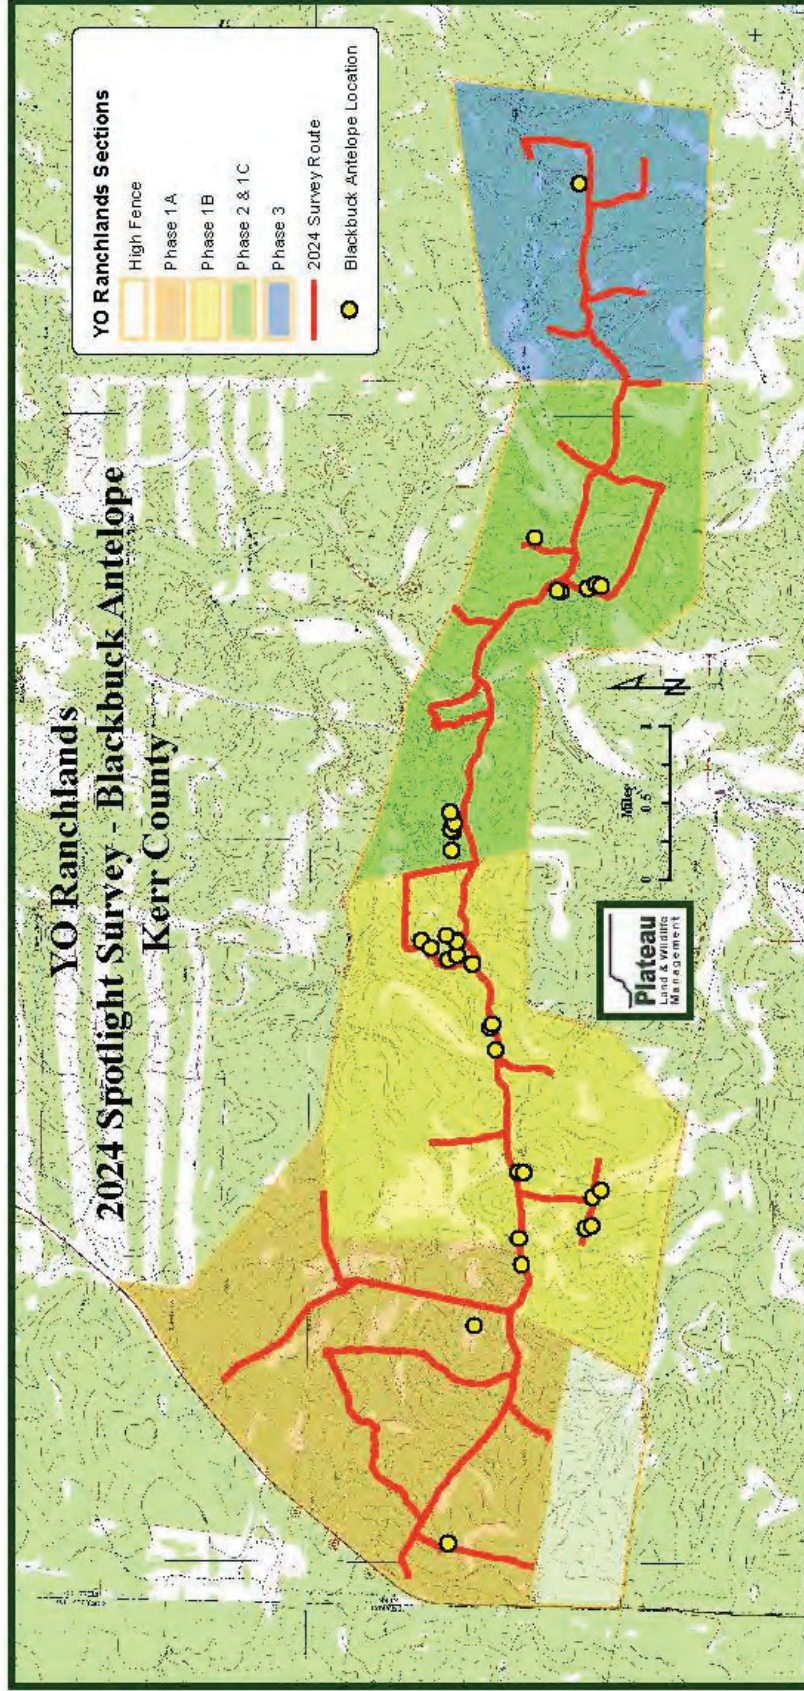 YO Ranchlands
2024 Spotlight Survey - Blackbuck Antelope
Kerr County
YO Ranchlands Sections
High Fence
Phase 1A
Phase 1B
Phase 2 & 1C
Phase 3
2024 Survey Route
Blackbuck Antelope Location
Plateau
Land & Wildlife
Management
Miles
0 0.5 1
N